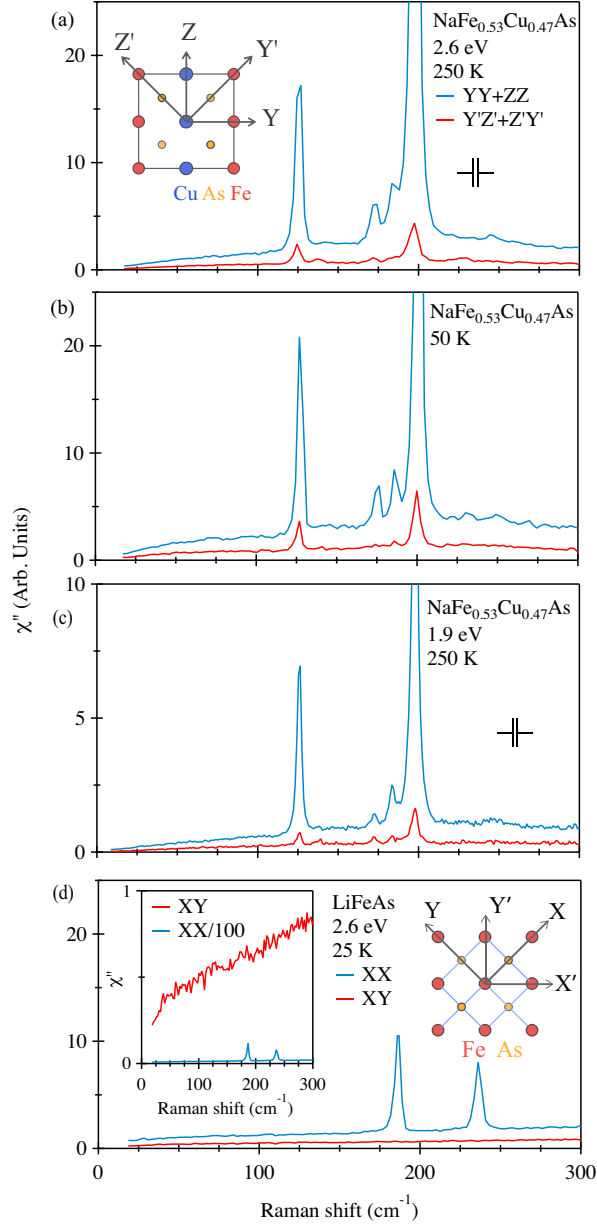 (a)
Z'
Z
Y'
Y
Cu As Fe
NaFe0.53Cu0.47As
2.6 eV
250 K
YY+ZZ
Y'Z'+Z'Y'
20
10
0
(b)
NaFe0.53Cu0.47As
50 K
20
10
0
χ'' (Arb. Units)
(c)
NaFe0.53Cu0.47As
1.9 eV
250 K
10
5
0
(d)
LiFeAs
2.6 eV
25 K
XX
XY
Y
Y'
X
X'
Fe As
20
10
0
XY
XX/100
χ''
1
0
0 100 200 300
Raman shift (cm-1)
0 100 200 300
Raman shift (cm-1)